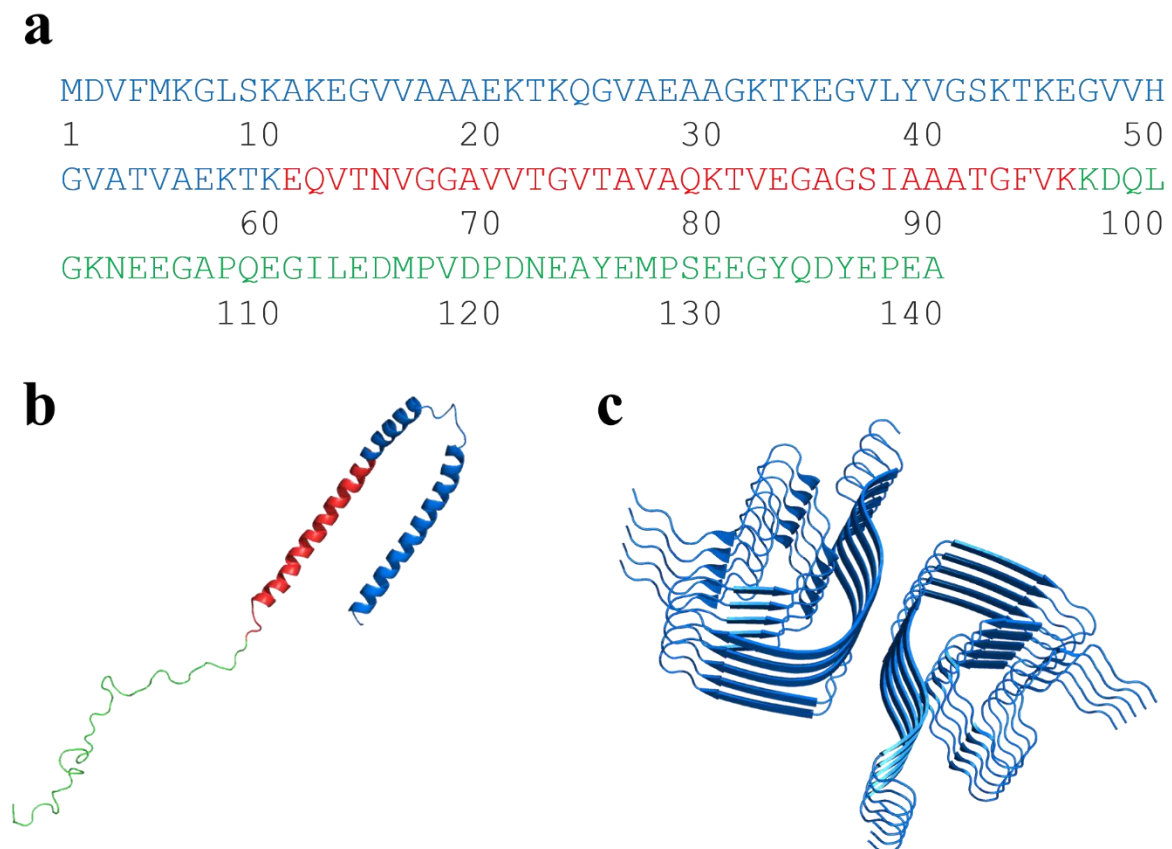 a
MDVFMKGLSKAKEGVVAAAEKTKQGVAEAAGKTKEGVLYVGSKTKEGVVH
1 10 20 30 40 50
GVATVAEKTKEQVTNVGGAVVTGVTAVAQKTVEGAGSIAAATGFVKKDQL
60 70 80 90 100
GKNEEGAPQEGILEDMPVDPDNEAYEMPSEEGYQDYEPEA
110 120 130 140
b
c